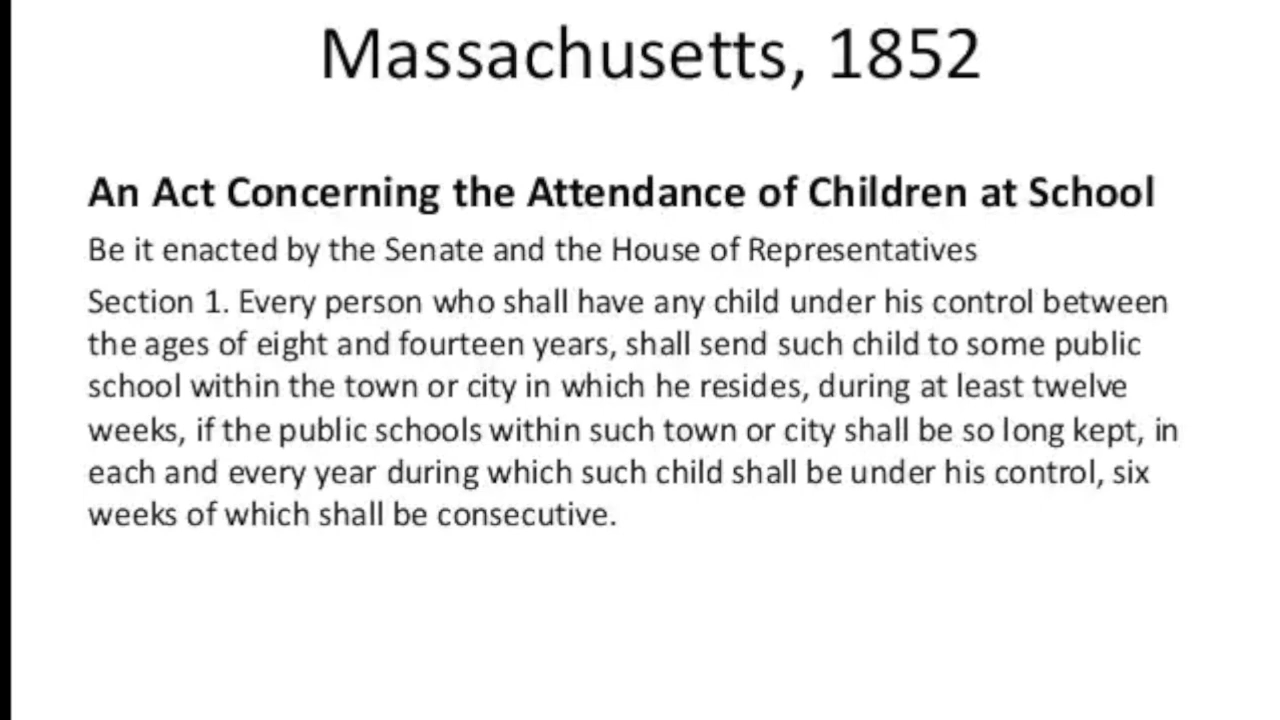 Massachusetts, 1852
An Act Concerning the Attendance of Children at School
Be it enacted by the Senate and the House of Representatives
Section 1. Every person who shall have any child under his control between
the ages of eight and fourteen years, shall send such child to some public
school within the town or city in which he resides, during at least twelve
weeks, if the public schools within such town or city shall be so long kept, in
each and every year during which such child shall be under his control, six
weeks of which shall be consecutive.